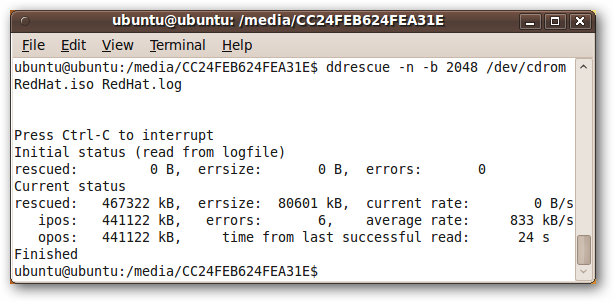 ubuntu@ubuntu: /media/CC24FEB624FEA31E
File Edit View Terminal Help
ubuntu@ubuntu:/media/CC24FEB624FEA31E$ ddrescue -n -b 2048 /dev/cdrom
RedHat.iso RedHat.log
Press Ctrl-C to interrupt
Initial status (read from logfile)
rescued:         0 B,  errsize:       0 B,  errors:       0
Current status
rescued:   467322 kB,  errsize:  80601 kB,  current rate:        0 B/s
   ipos:   441122 kB,   errors:       6,    average rate:      833 kB/s
   opos:   441122 kB,     time from last successful read:      24 s
Finished
ubuntu@ubuntu:/media/CC24FEB624FEA31E$